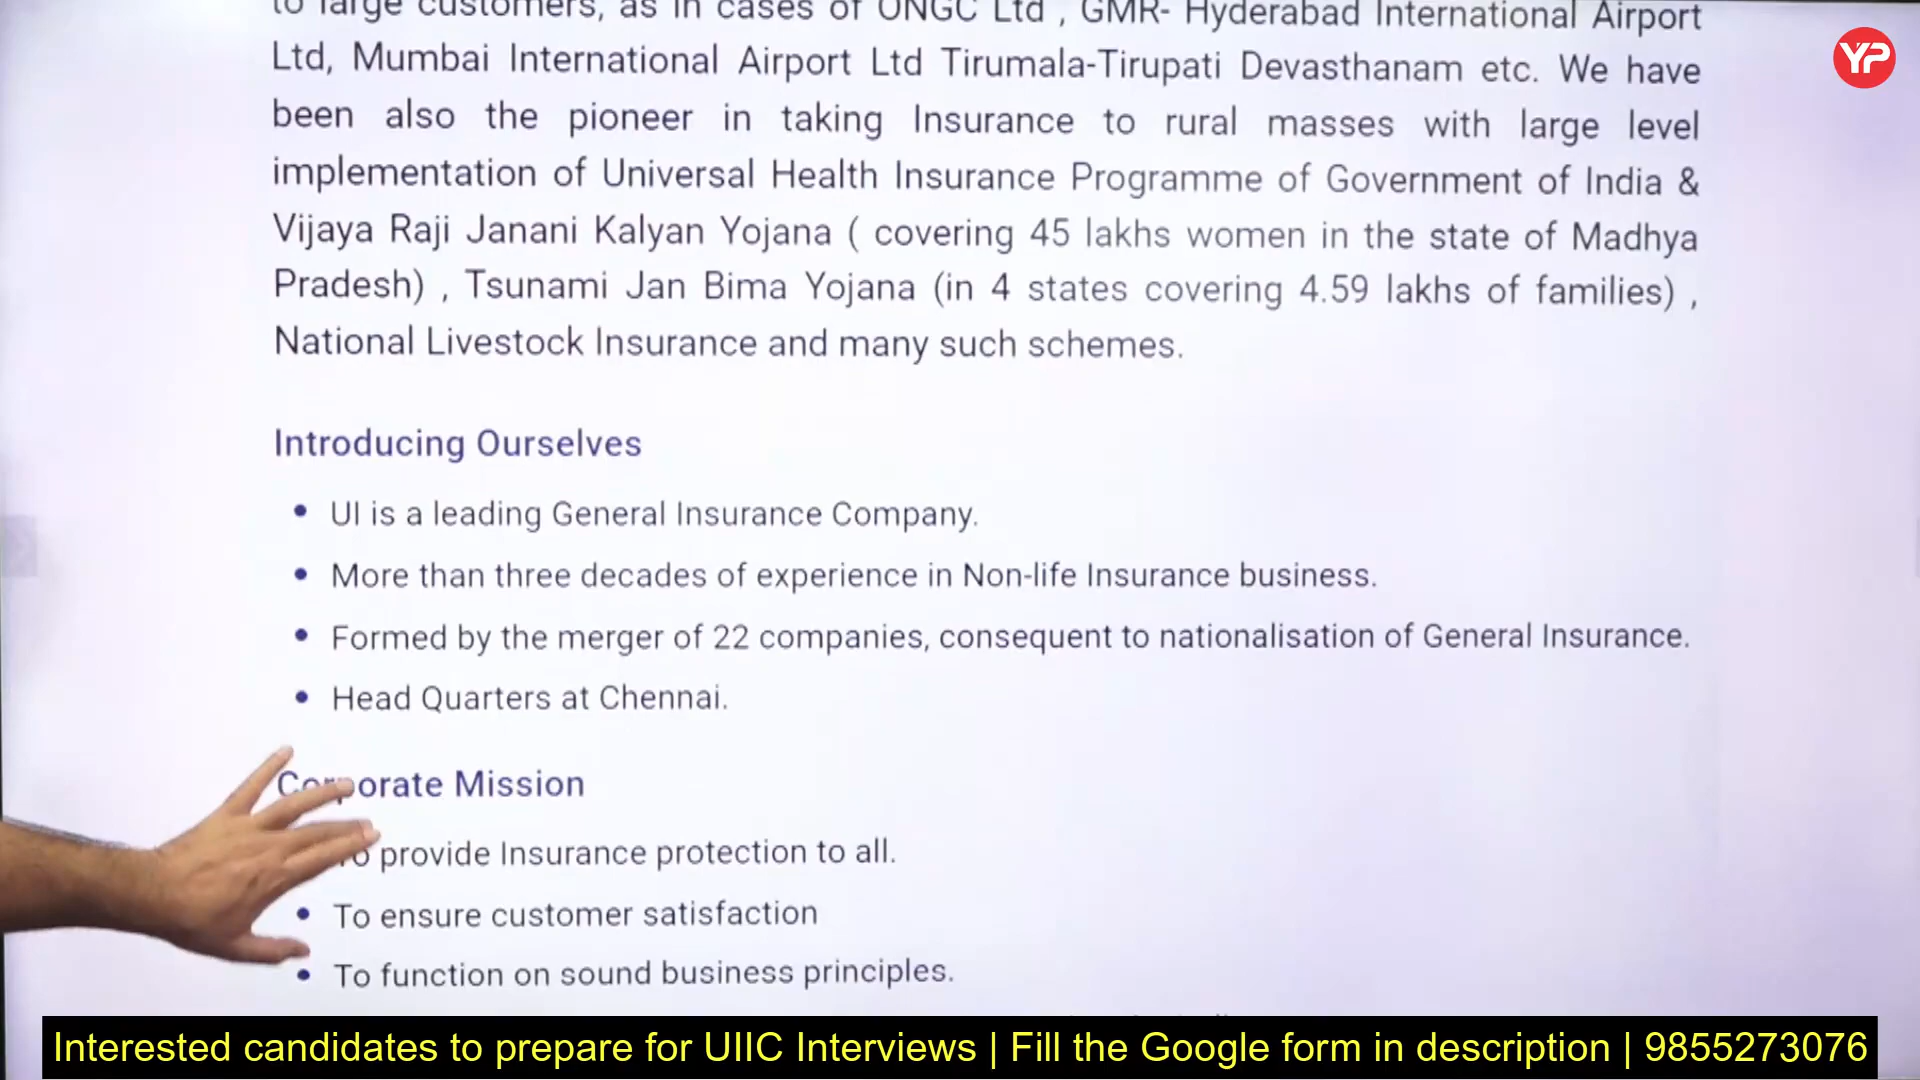 to large customers, as in cases of ONGC Ltd , GMR- Hyderabad International Airport
Ltd, Mumbai International Airport Ltd Tirumala-Tirupati Devasthanam etc. We have
been also the pioneer in taking Insurance to rural masses with large level
implementation of Universal Health Insurance Programme of Government of India &
Vijaya Raji Janani Kalyan Yojana ( covering 45 lakhs women in the state of Madhya
Pradesh) , Tsunami Jan Bima Yojana (in 4 states covering 4.59 lakhs of families) ,
National Livestock Insurance and many such schemes.
Introducing Ourselves
• UI is a leading General Insurance Company.
• More than three decades of experience in Non-life Insurance business.
• Formed by the merger of 22 companies, consequent to nationalisation of General Insurance.
• Head Quarters at Chennai.
Corporate Mission
To provide Insurance protection to all.
• To ensure customer satisfaction
• To function on sound business principles.
Interested candidates to prepare for UIIC Interviews | Fill the Google form in description | 9855273076
YP